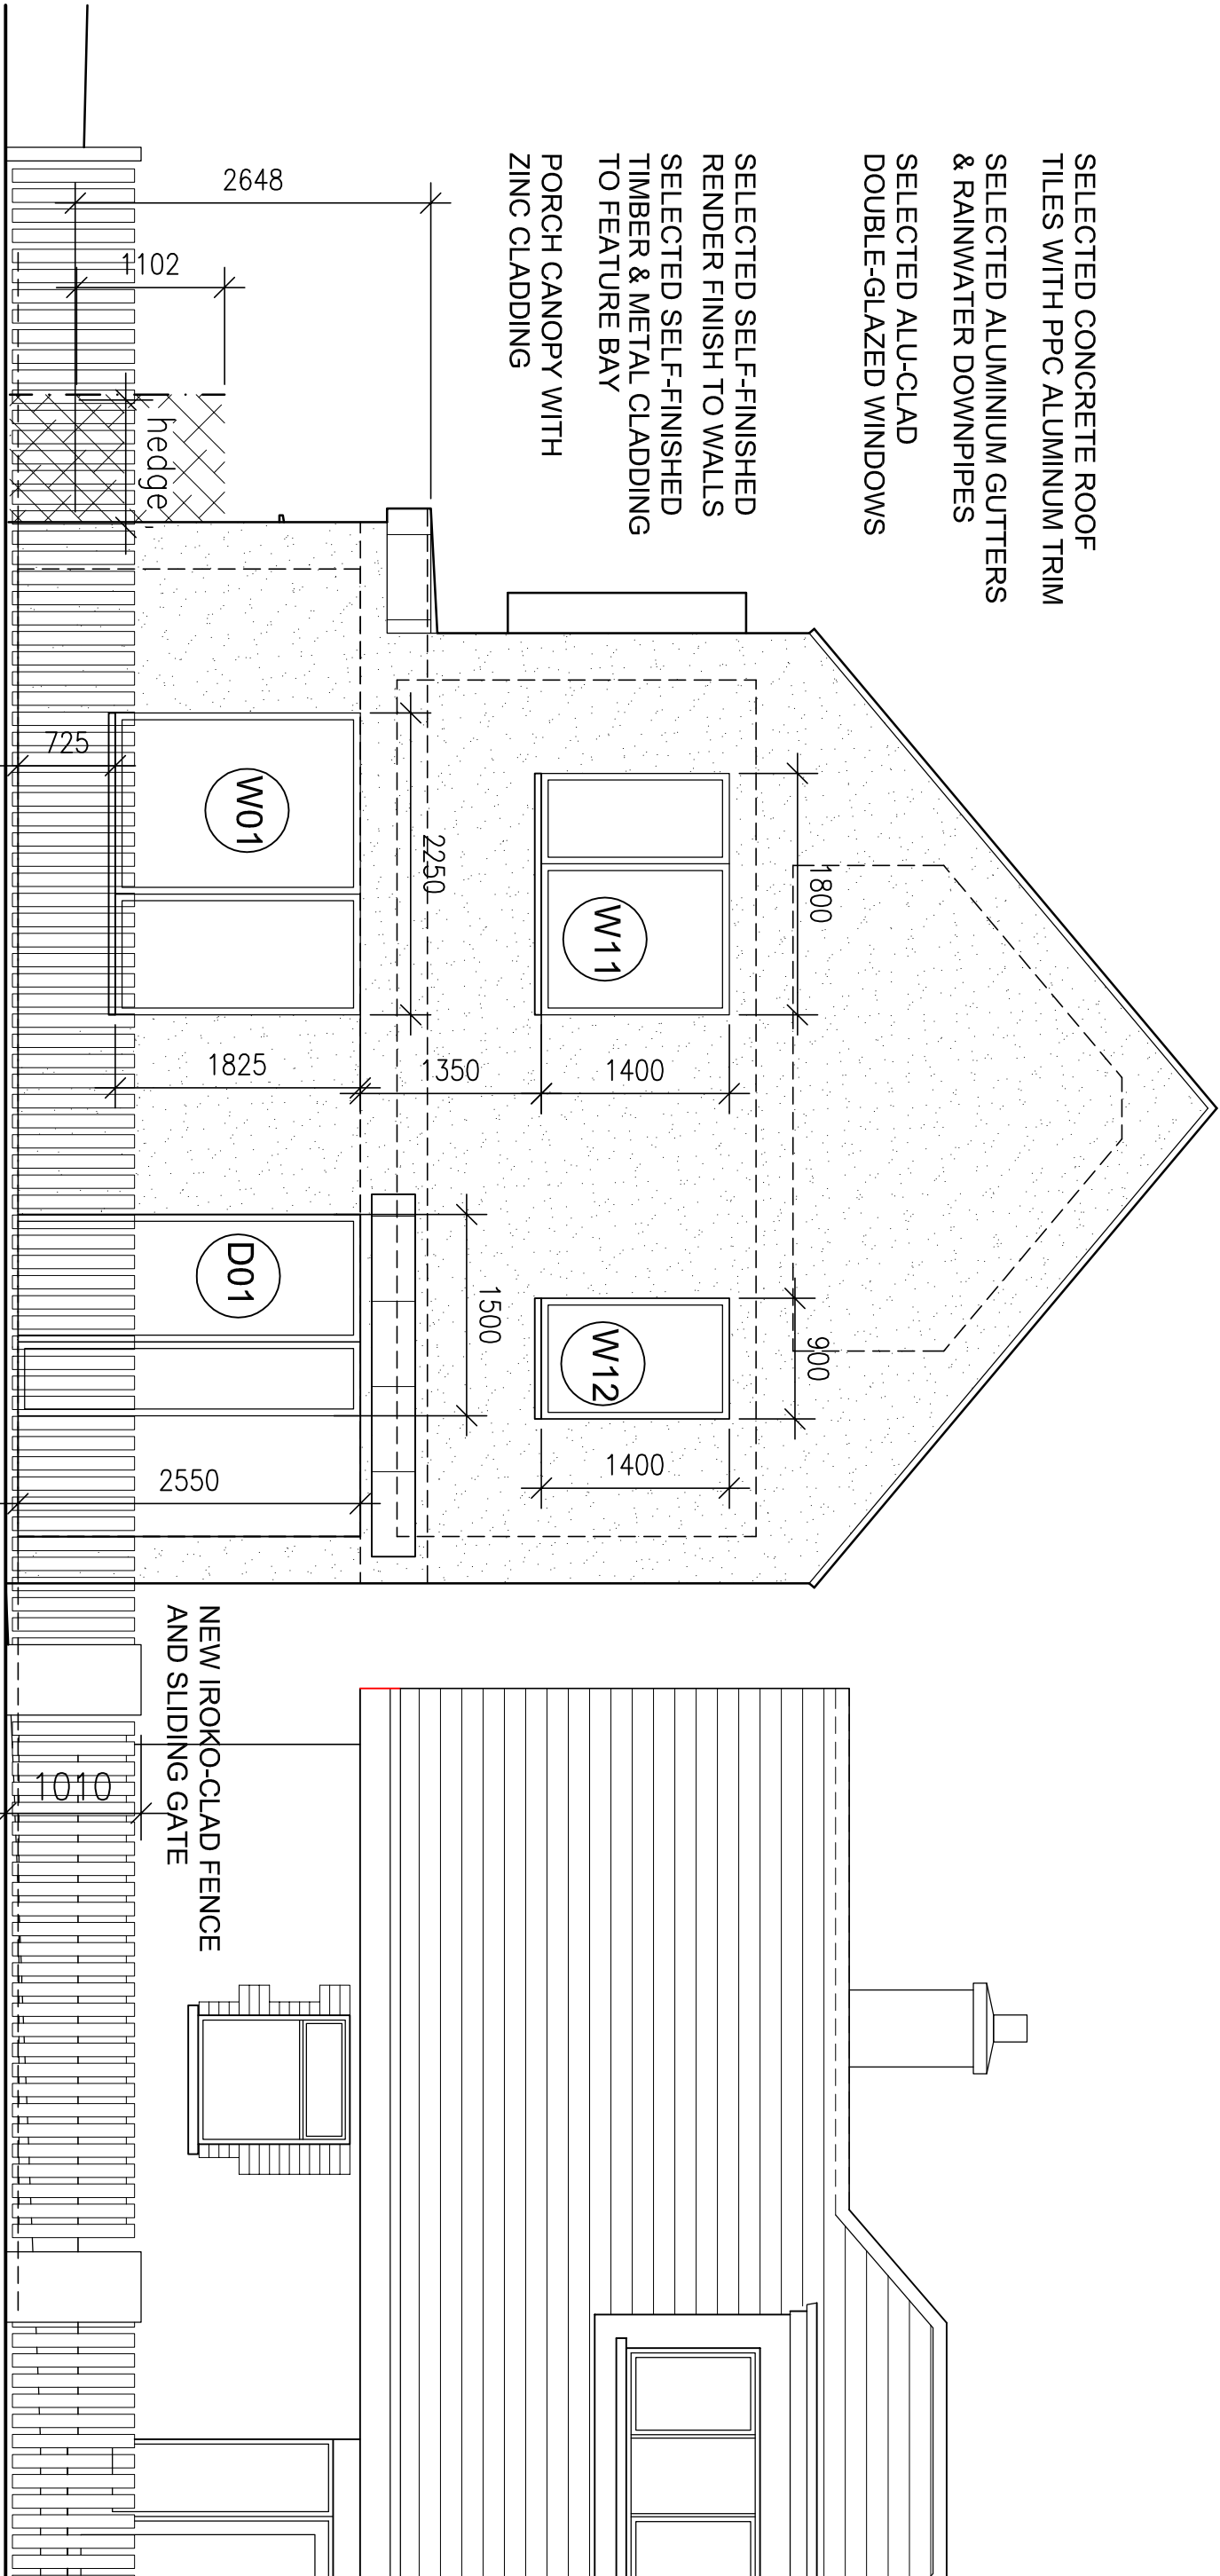 SELECTED CONCRETE ROOF
TILES WITH PPC ALUMINUM TRIM
SELECTED ALUMINIUM GUTTERS
& RAINWATER DOWNPIPES
SELECTED ALU-CLAD
DOUBLE-GLAZED WINDOWS
SELECTED SELF-FINISHED
RENDER FINISH TO WALLS
SELECTED SELF-FINISHED
TIMBER & METAL CLADDING
TO FEATURE BAY
PORCH CANOPY WITH
ZINC CLADDING
2648
1102
hedge
725
W01
2250
1825
1350
W11
1800
1400
D01
1500
2550
W12
900
1400
NEW IROKO-CLAD FENCE
AND SLIDING GATE
1010